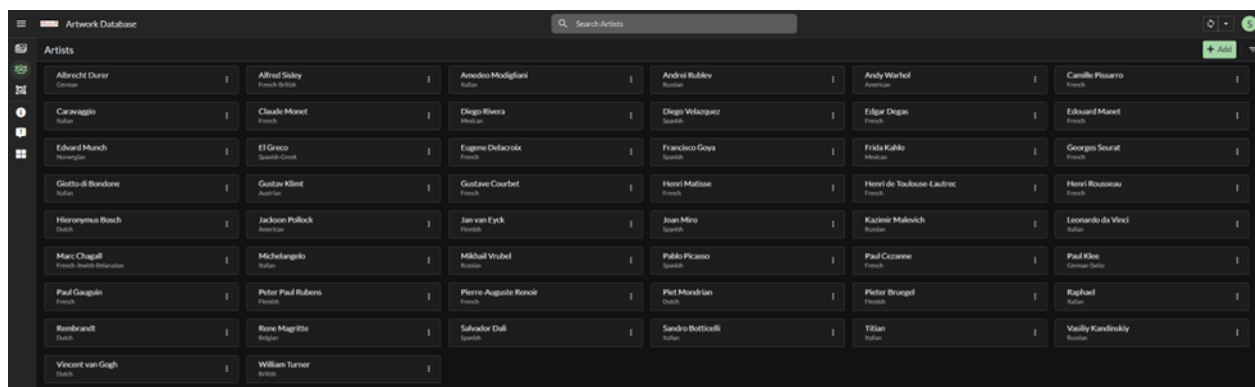 Artwork Database
Search Artists
S
Artists
+ Add
Albrecht Durer
German
Alfred Sisley
French-British
Amedeo Modigliani
Italian
Andrei Rublev
Russian
Andy Warhol
American
Camille Pissarro
French
Caravaggio
Italian
Claude Monet
French
Diego Rivera
Mexican
Diego Velazquez
Spanish
Edgar Degas
French
Edouard Manet
French
Edvard Munch
Norwegian
El Greco
Spanish-Greek
Eugene Delacroix
French
Francisco Goya
Spanish
Frida Kahlo
Mexican
Georges Seurat
French
Giotto di Bondone
Italian
Gustav Klimt
Austrian
Gustave Courbet
French
Henri Matisse
French
Henri de Toulouse-Lautrec
French
Henri Rousseau
French
Hieronymus Bosch
Dutch
Jackson Pollock
American
Jan van Eyck
Flemish
Joan Miro
Spanish
Kazimir Malevich
Russian
Leonardo da Vinci
Italian
Marc Chagall
French-Jewish-Belarusian
Michelangelo
Italian
Mikhail Vrubel
Russian
Pablo Picasso
Spanish
Paul Cezanne
French
Paul Klee
German-Swiss
Paul Gauguin
French
Peter Paul Rubens
Flemish
Pierre-Auguste Renoir
French
Piet Mondrian
Dutch
Pieter Bruegel
Flemish
Raphael
Italian
Rembrandt
Dutch
Rene Magritte
Belgian
Salvador Dali
Spanish
Sandro Botticelli
Italian
Titian
Italian
Vasiliy Kandinskiy
Russian
Vincent van Gogh
Dutch
William Turner
British